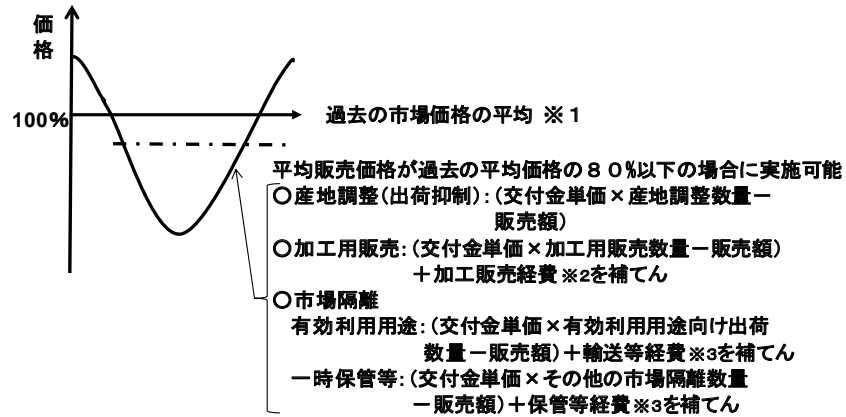 価
格
100%
過去の市場価格の平均 ※１
平均販売価格が過去の平均価格の８０%以下の場合に実施可能
〇産地調整（出荷抑制）：（交付金単価×産地調整数量－
販売額）
〇加工用販売：（交付金単価×加工用販売数量－販売額）
＋加工販売経費※2を補てん
〇市場隔離
有効利用用途：（交付金単価×有効利用用途向け出荷
数量－販売額）＋輸送等経費※3を補てん
一時保管等：（交付金単価×その他の市場隔離数量
－販売額）＋保管等経費※3を補てん